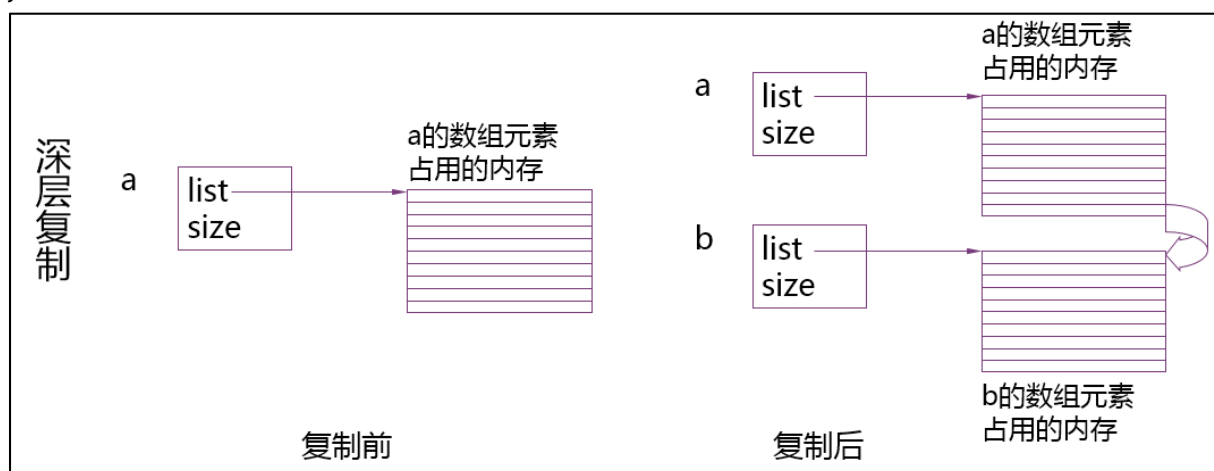 深层复制
a
list
size
a的数组元素
占用的内存
复制前
a
list
size
a的数组元素
占用的内存
b
list
size
b的数组元素
占用的内存
复制后